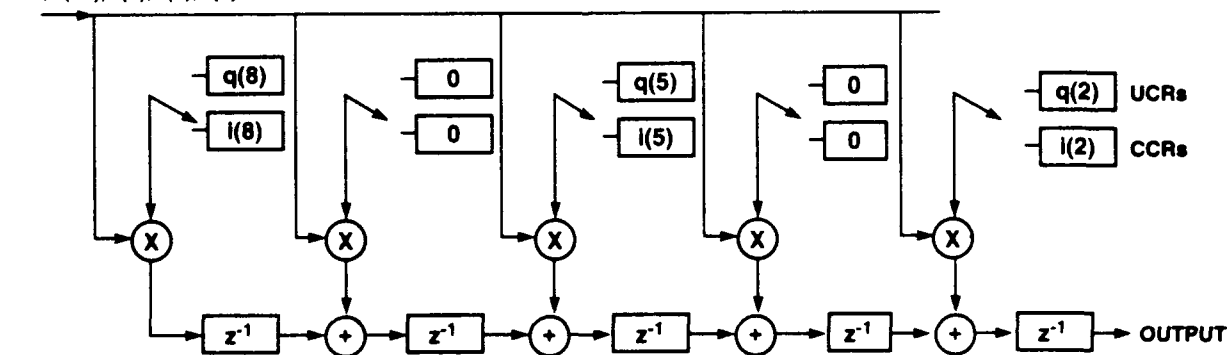 q(8) 0 q(5) 0 q(2) UCRs
i(8) 0 i(5) 0 i(2) CCRs
X X X X X
z⁻¹ + z⁻¹ + z⁻¹ + z⁻¹ + z⁻¹ OUTPUT